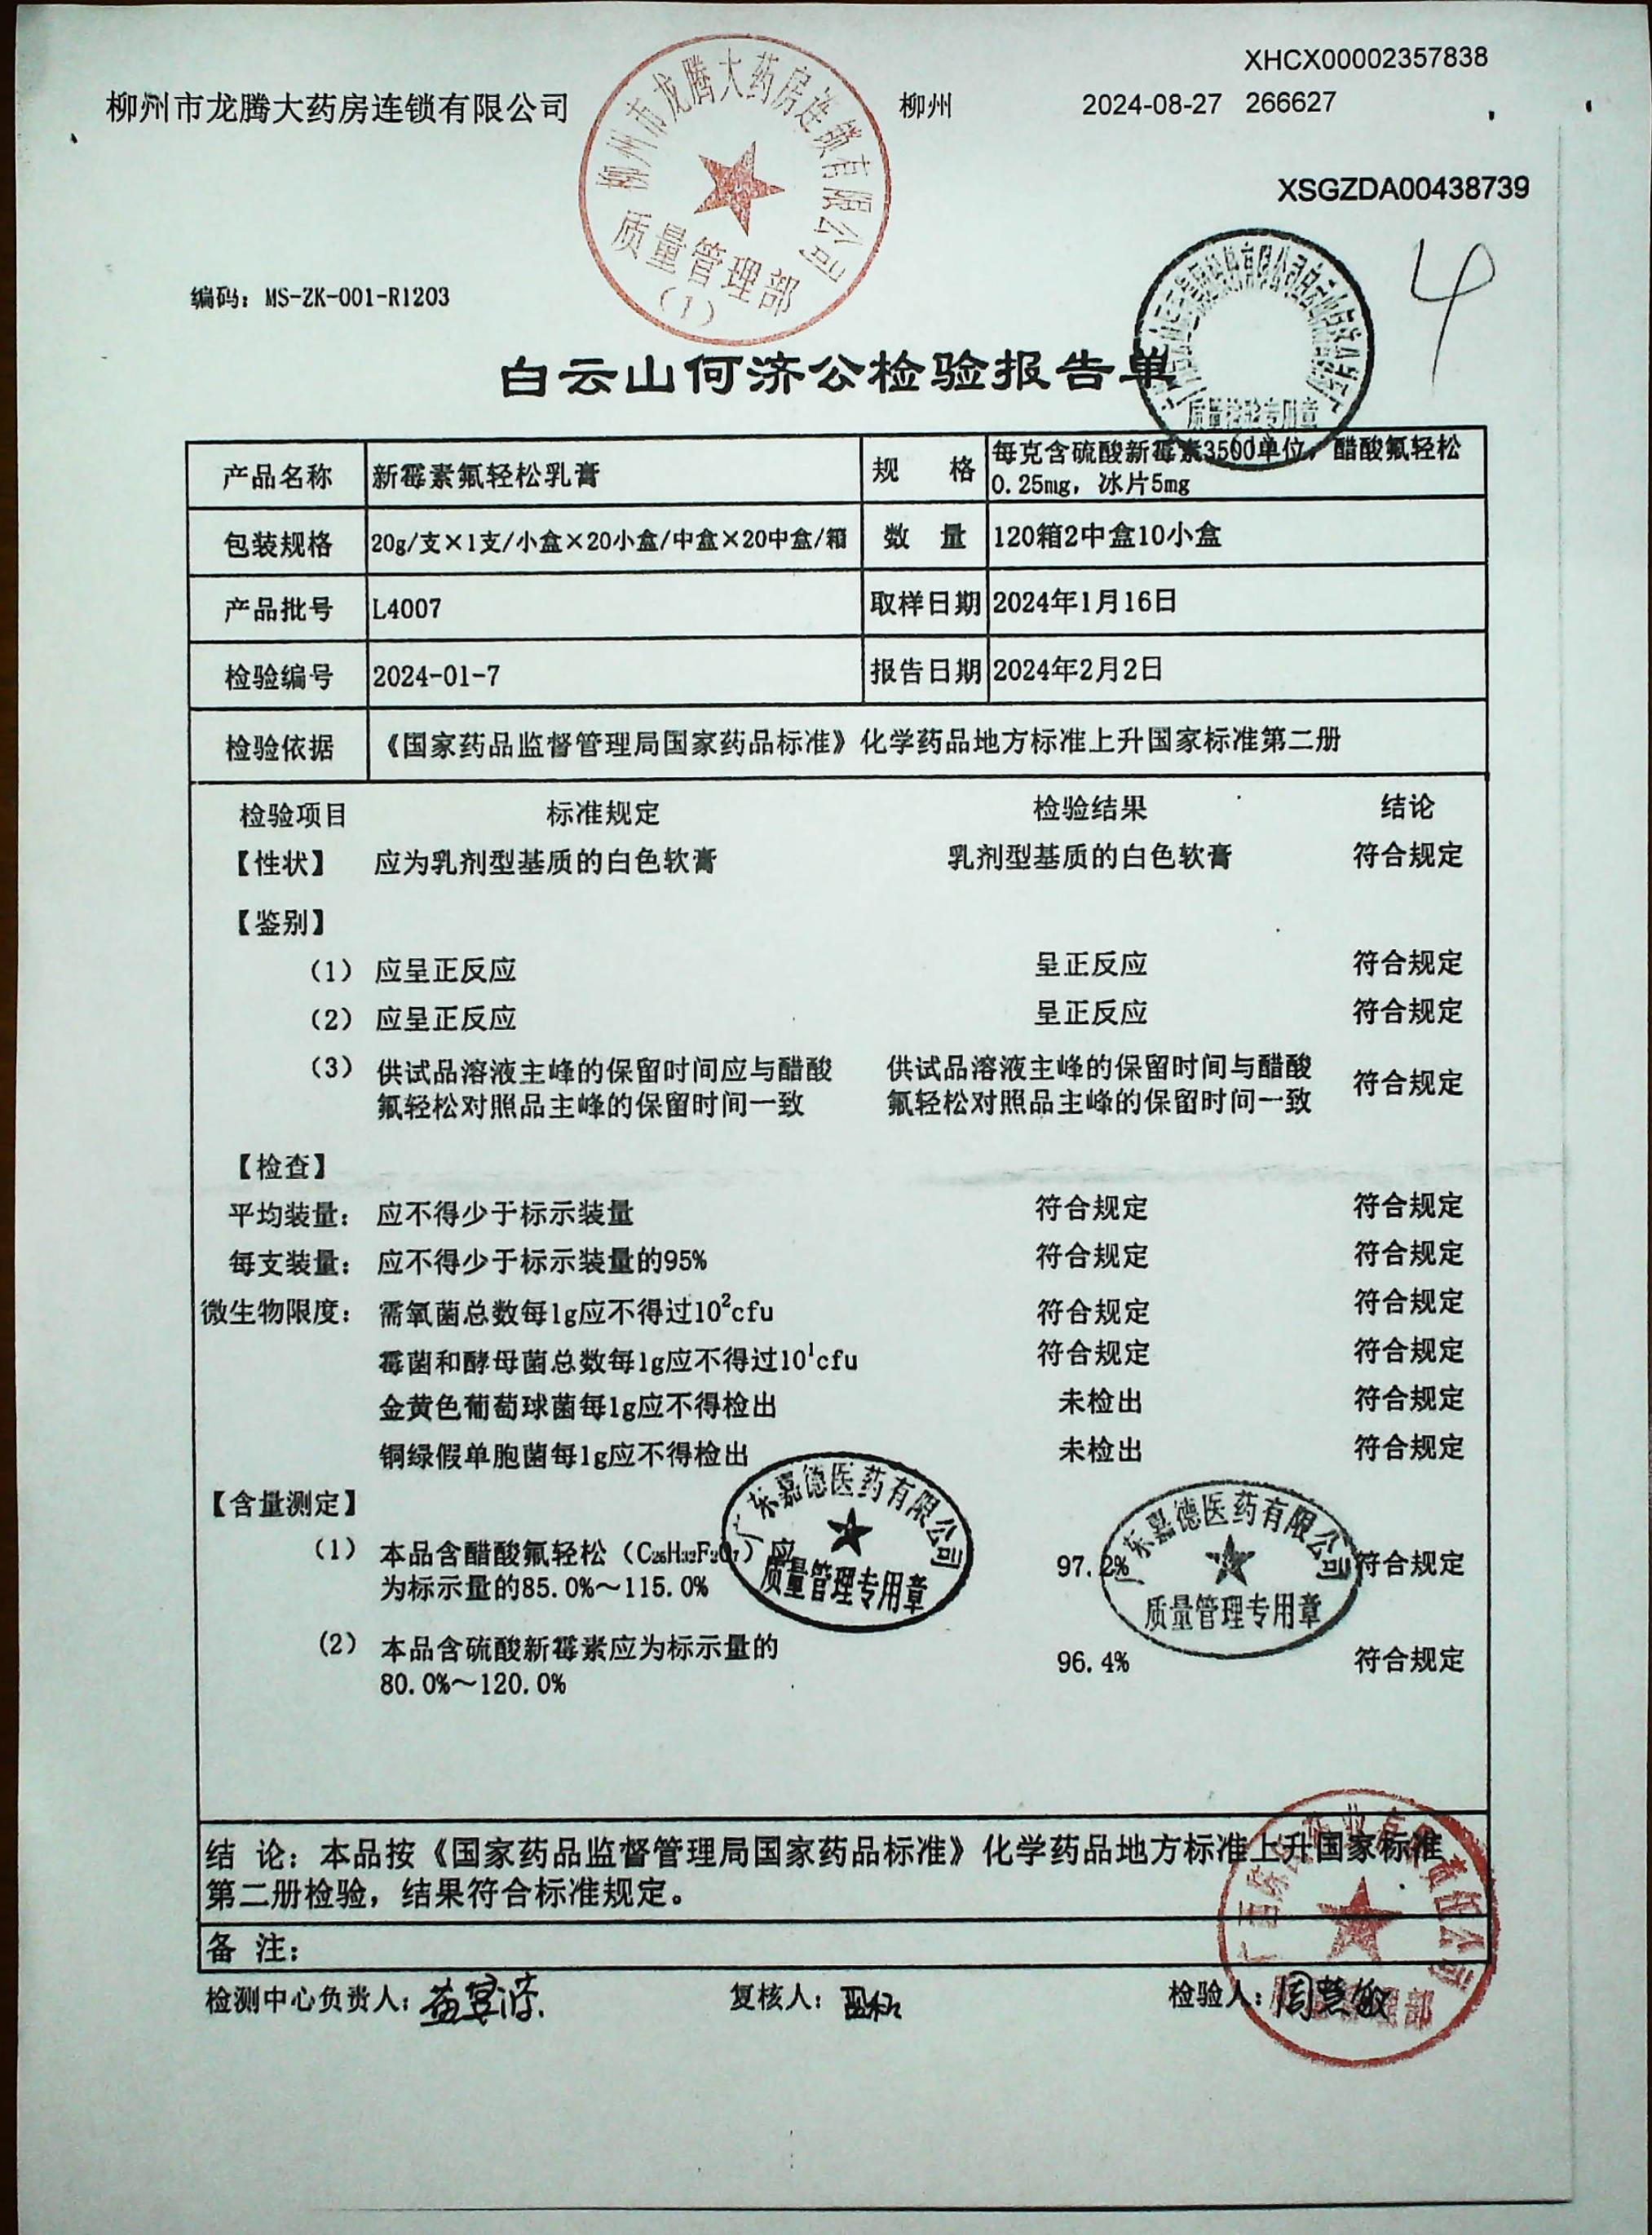 XHCX00002357838
柳州市龙腾大药房连锁有限公司 柳州 2024-08-27 266627
XSGZDA00438739
柳州市龙腾大药房连锁有限公司
质量管理部
(1)
4
编码：MS-ZK-001-R1203
白云山何济公检验报告单
质量检验专用章
产品名称 新霉素氟轻松乳膏 规 格 每克含硫酸新霉素3500单位，醋酸氟轻松
0.25mg，冰片5mg
包装规格 20g/支×1支/小盒×20小盒/中盒×20中盒/箱 数 量 120箱2中盒10小盒
产品批号 L4007 取样日期 2024年1月16日
检验编号 2024-01-7 报告日期 2024年2月2日
检验依据 《国家药品监督管理局国家药品标准》化学药品地方标准上升国家标准第二册
检验项目 标准规定 检验结果 结论
【性状】 应为乳剂型基质的白色软膏 乳剂型基质的白色软膏 符合规定
【鉴别】
（1） 应呈正反应 呈正反应 符合规定
（2） 应呈正反应 呈正反应 符合规定
（3） 供试品溶液主峰的保留时间应与醋酸 供试品溶液主峰的保留时间与醋酸 符合规定
氟轻松对照品主峰的保留时间一致 氟轻松对照品主峰的保留时间一致
【检查】
平均装量： 应不得少于标示装量 符合规定 符合规定
每支装量： 应不得少于标示装量的95% 符合规定 符合规定
微生物限度： 需氧菌总数每1g应不得过10²cfu 符合规定 符合规定
霉菌和酵母菌总数每1g应不得过10¹cfu 符合规定 符合规定
金黄色葡萄球菌每1g应不得检出 未检出 符合规定
铜绿假单胞菌每1g应不得检出 未检出 符合规定
【含量测定】
（1） 本品含醋酸氟轻松（C₂₆H₃₂F₂O₇）应 97.2% 符合规定
为标示量的85.0%～115.0%
广东嘉德医药有限公司
质量管理专用章
广东嘉德医药有限公司
质量管理专用章
（2） 本品含硫酸新霉素应为标示量的 96.4% 符合规定
80.0%～120.0%
结 论：本品按《国家药品监督管理局国家药品标准》化学药品地方标准上升国家标准
第二册检验，结果符合标准规定。
备 注：
检测中心负责人： 复核人： 检验人：周慧敏